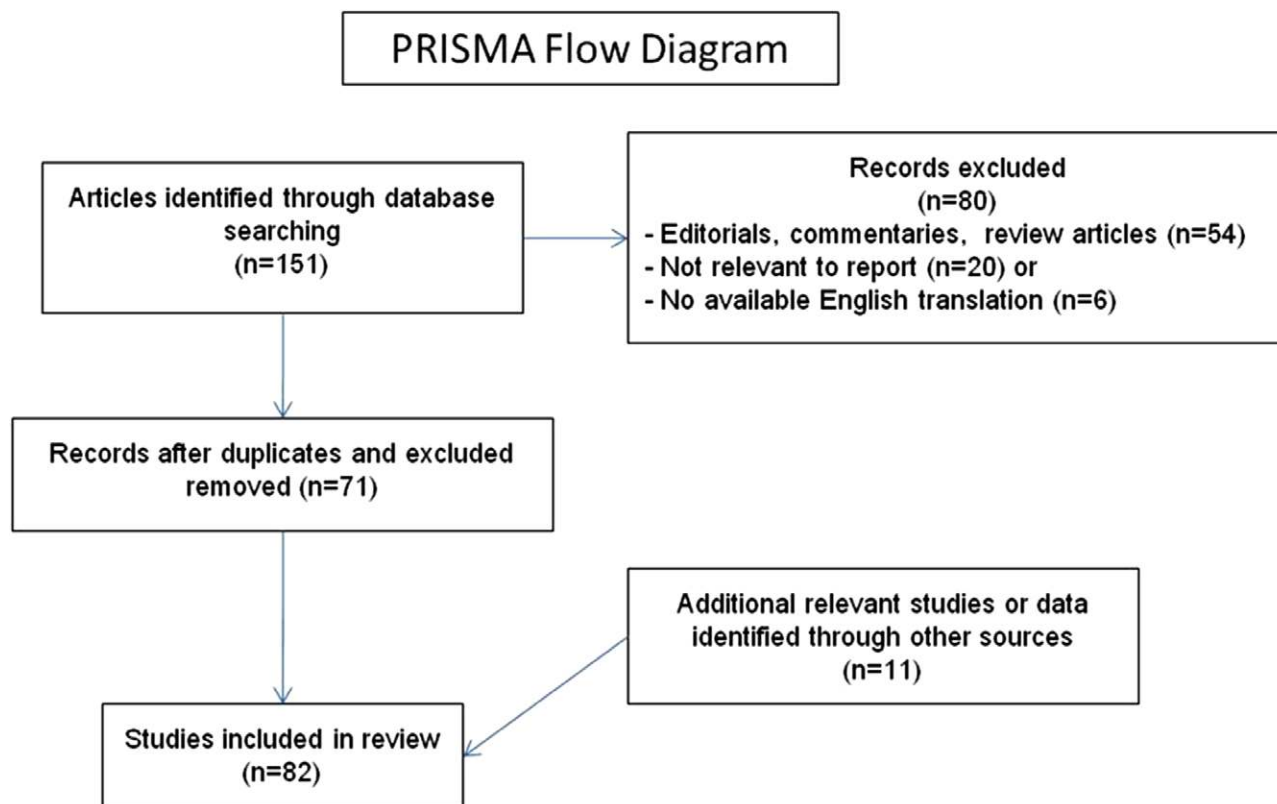 PRISMA Flow Diagram
Articles identified through database
searching
(n=151)
Records excluded
(n=80)
- Editorials, commentaries, review articles (n=54)
- Not relevant to report (n=20) or
- No available English translation (n=6)
Records after duplicates and excluded
removed (n=71)
Additional relevant studies or data
identified through other sources
(n=11)
Studies included in review
(n=82)